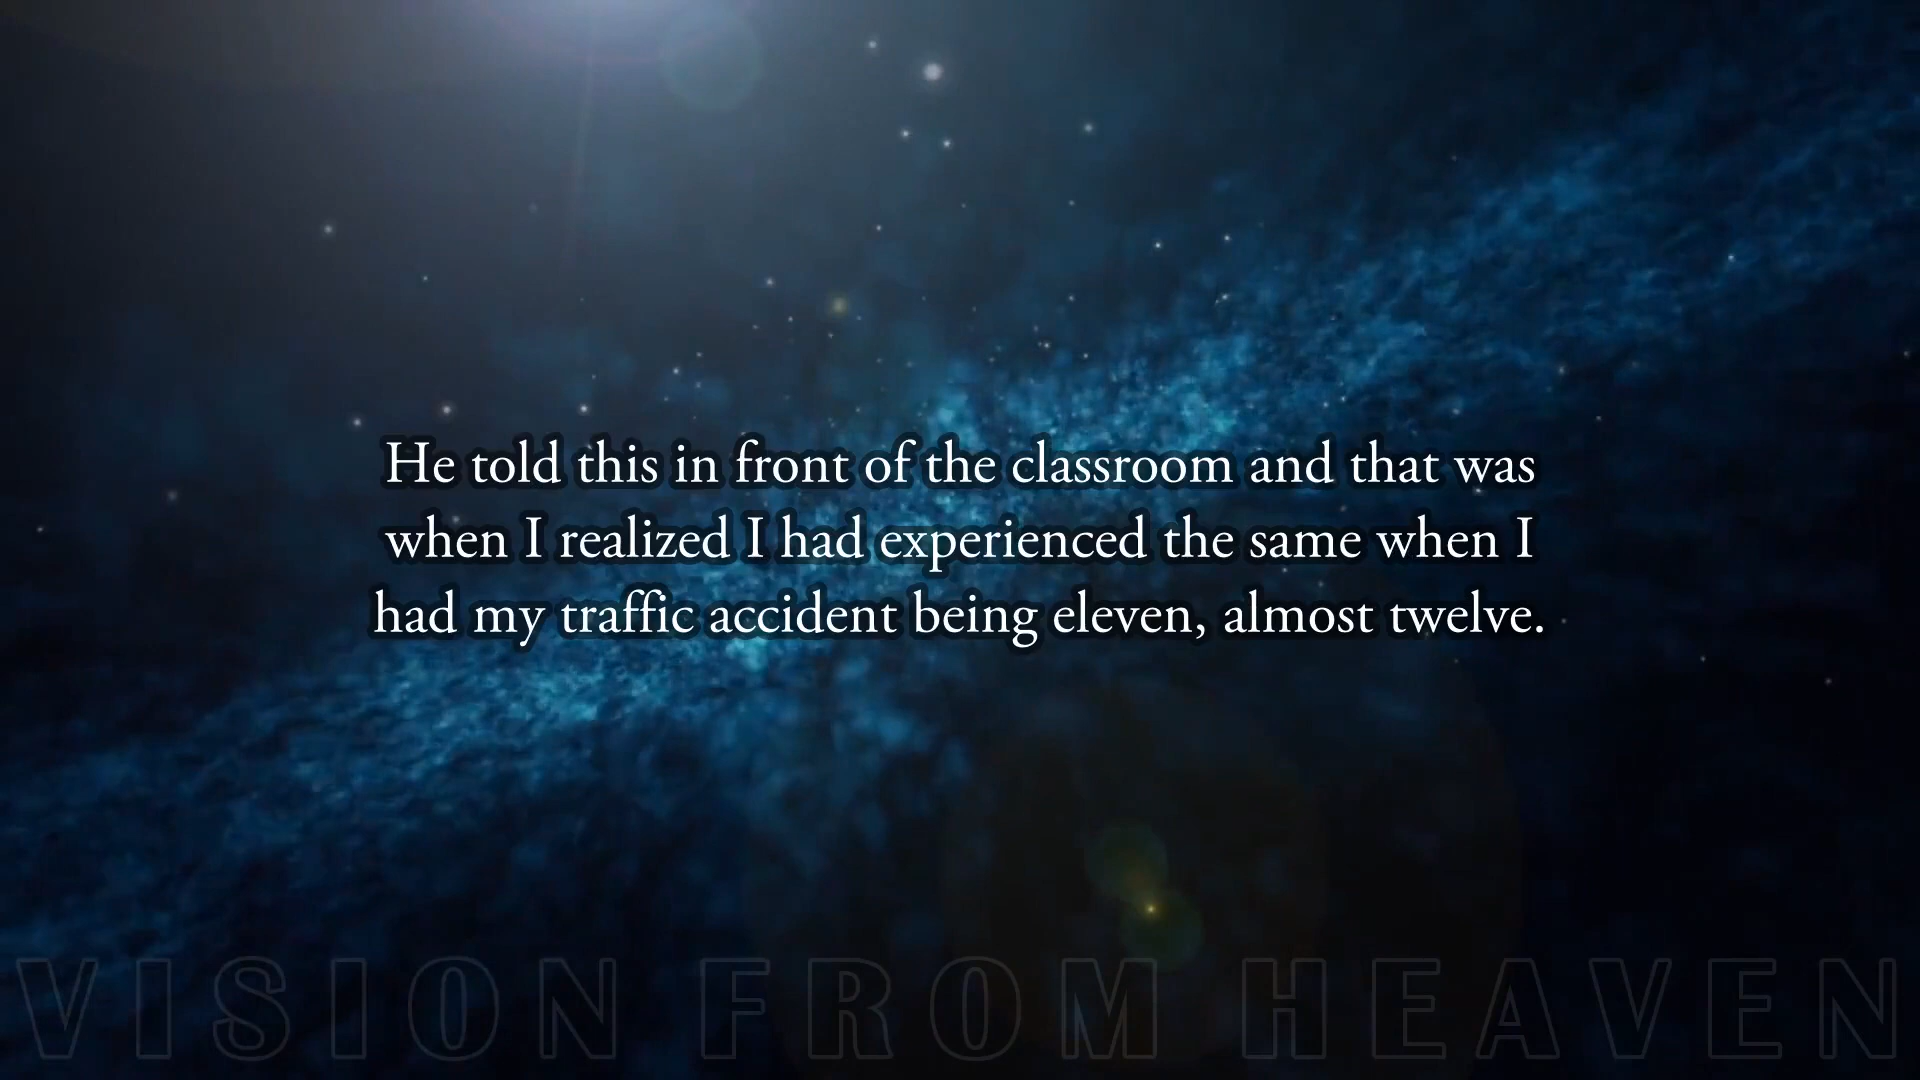 He told this in front of the classroom and that was
when I realized I had experienced the same when I
had my traffic accident being eleven, almost twelve.
VISION FROM HEAVEN